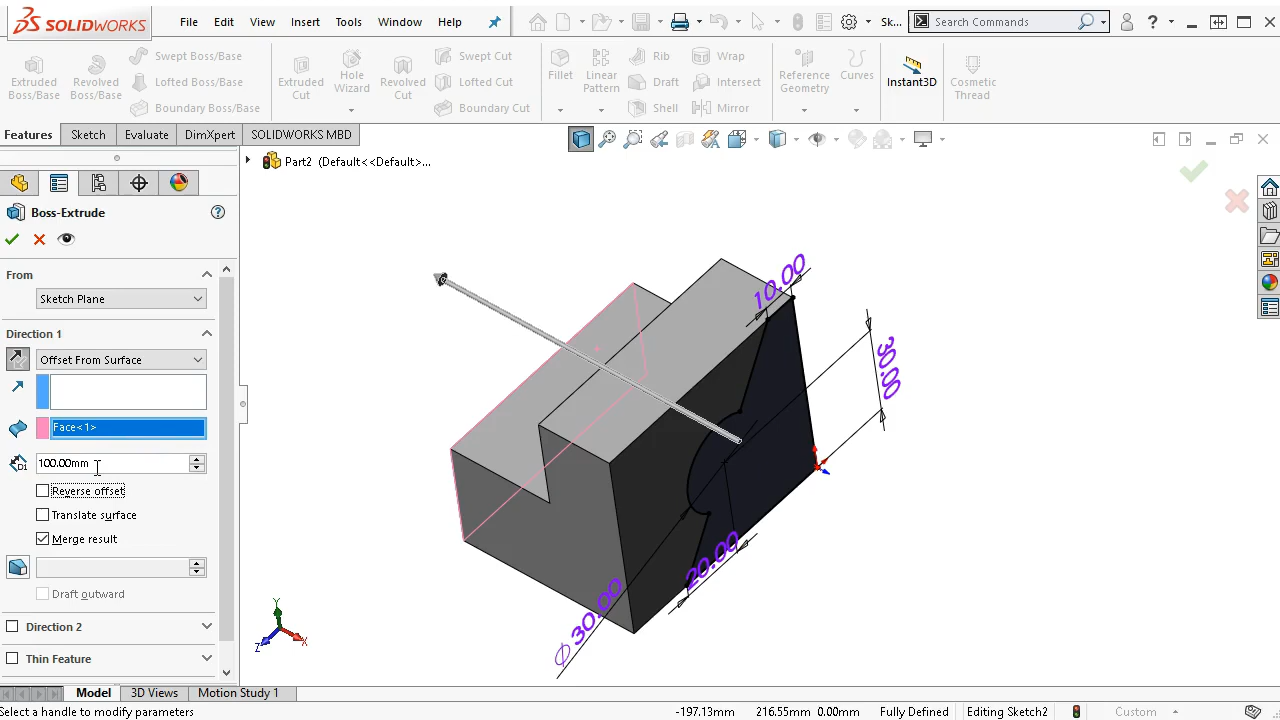 SOLIDWORKS File Edit View Insert Tools Window Help Sk... Search Commands ?
Extruded Boss/Base
Revolved Boss/Base
Swept Boss/Base
Lofted Boss/Base
Boundary Boss/Base
Extruded Cut
Hole Wizard
Revolved Cut
Swept Cut
Lofted Cut
Boundary Cut
Fillet
Linear Pattern
Rib
Draft
Shell
Wrap
Intersect
Mirror
Reference Geometry
Curves
Instant3D
Cosmetic Thread
Features Sketch Evaluate DimXpert SOLIDWORKS MBD
Part2 (Default<<Default>...
Boss-Extrude ?
From
Sketch Plane
Direction 1
Offset From Surface
Face<1>
D1 100.00mm
Reverse offset
Translate surface
Merge result
Draft outward
Direction 2
Thin Feature
10.00
30.00
20.00
Ø 30.00
Y
X
Z
Model 3D Views Motion Study 1
Select a handle to modify parameters -197.13mm 216.55mm 0.00mm Fully Defined Editing Sketch2 Custom